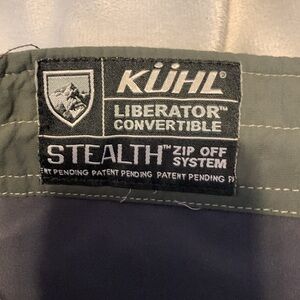 KÜHL®
LIBERATOR™
CONVERTIBLE
STEALTH™ ZIP OFF
SYSTEM
PATENT PENDING PATENT PENDING